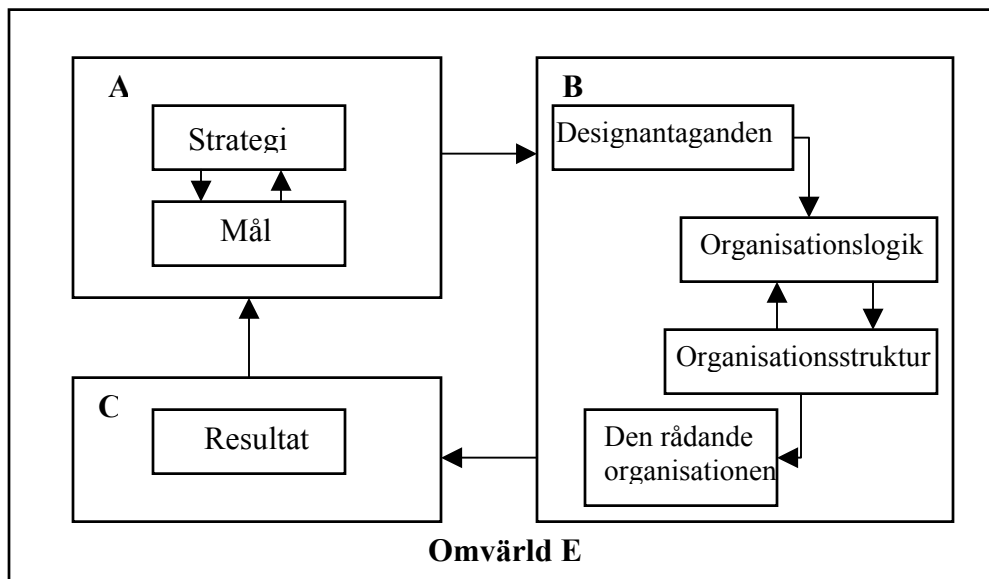 A
Strategi
Mål
B
Designantaganden
Organisationslogik
Organisationsstruktur
Den rådande
organisationen
C
Resultat
Omvärld E